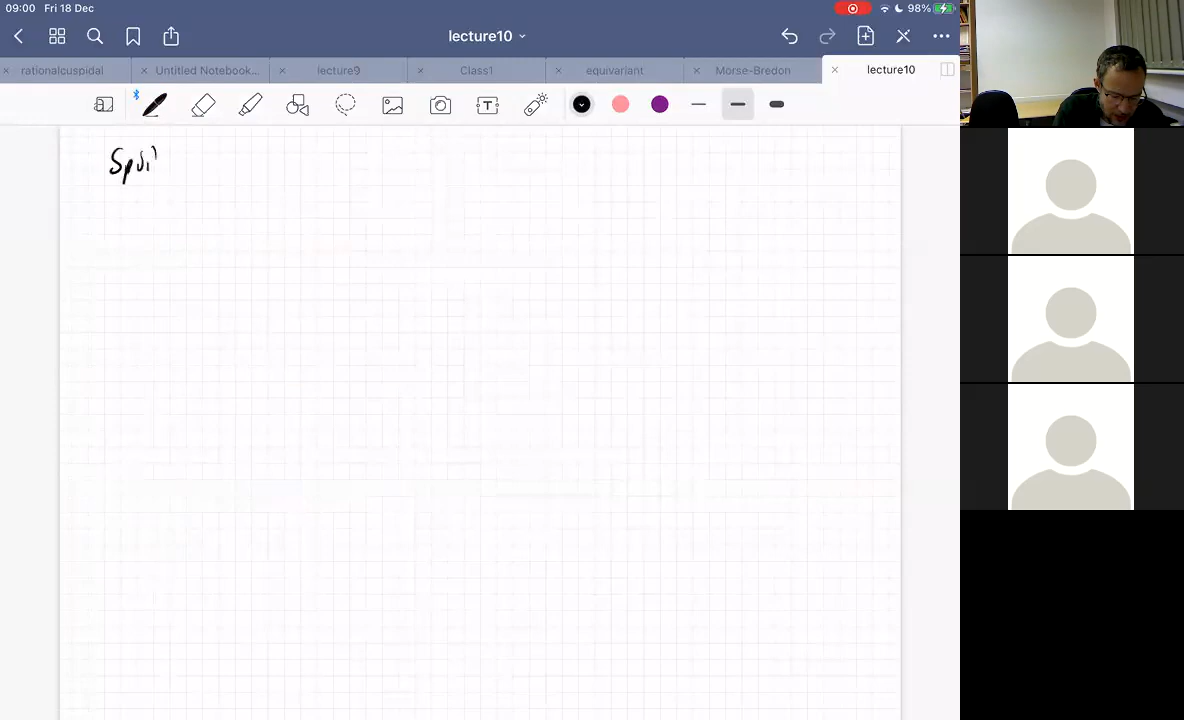 09:00 Fri 18 Dec
98%
lecture10
rationalcuspidal
Untitled Notebook...
lecture9
Class1
equivariant
Morse-Bredon
lecture10
T